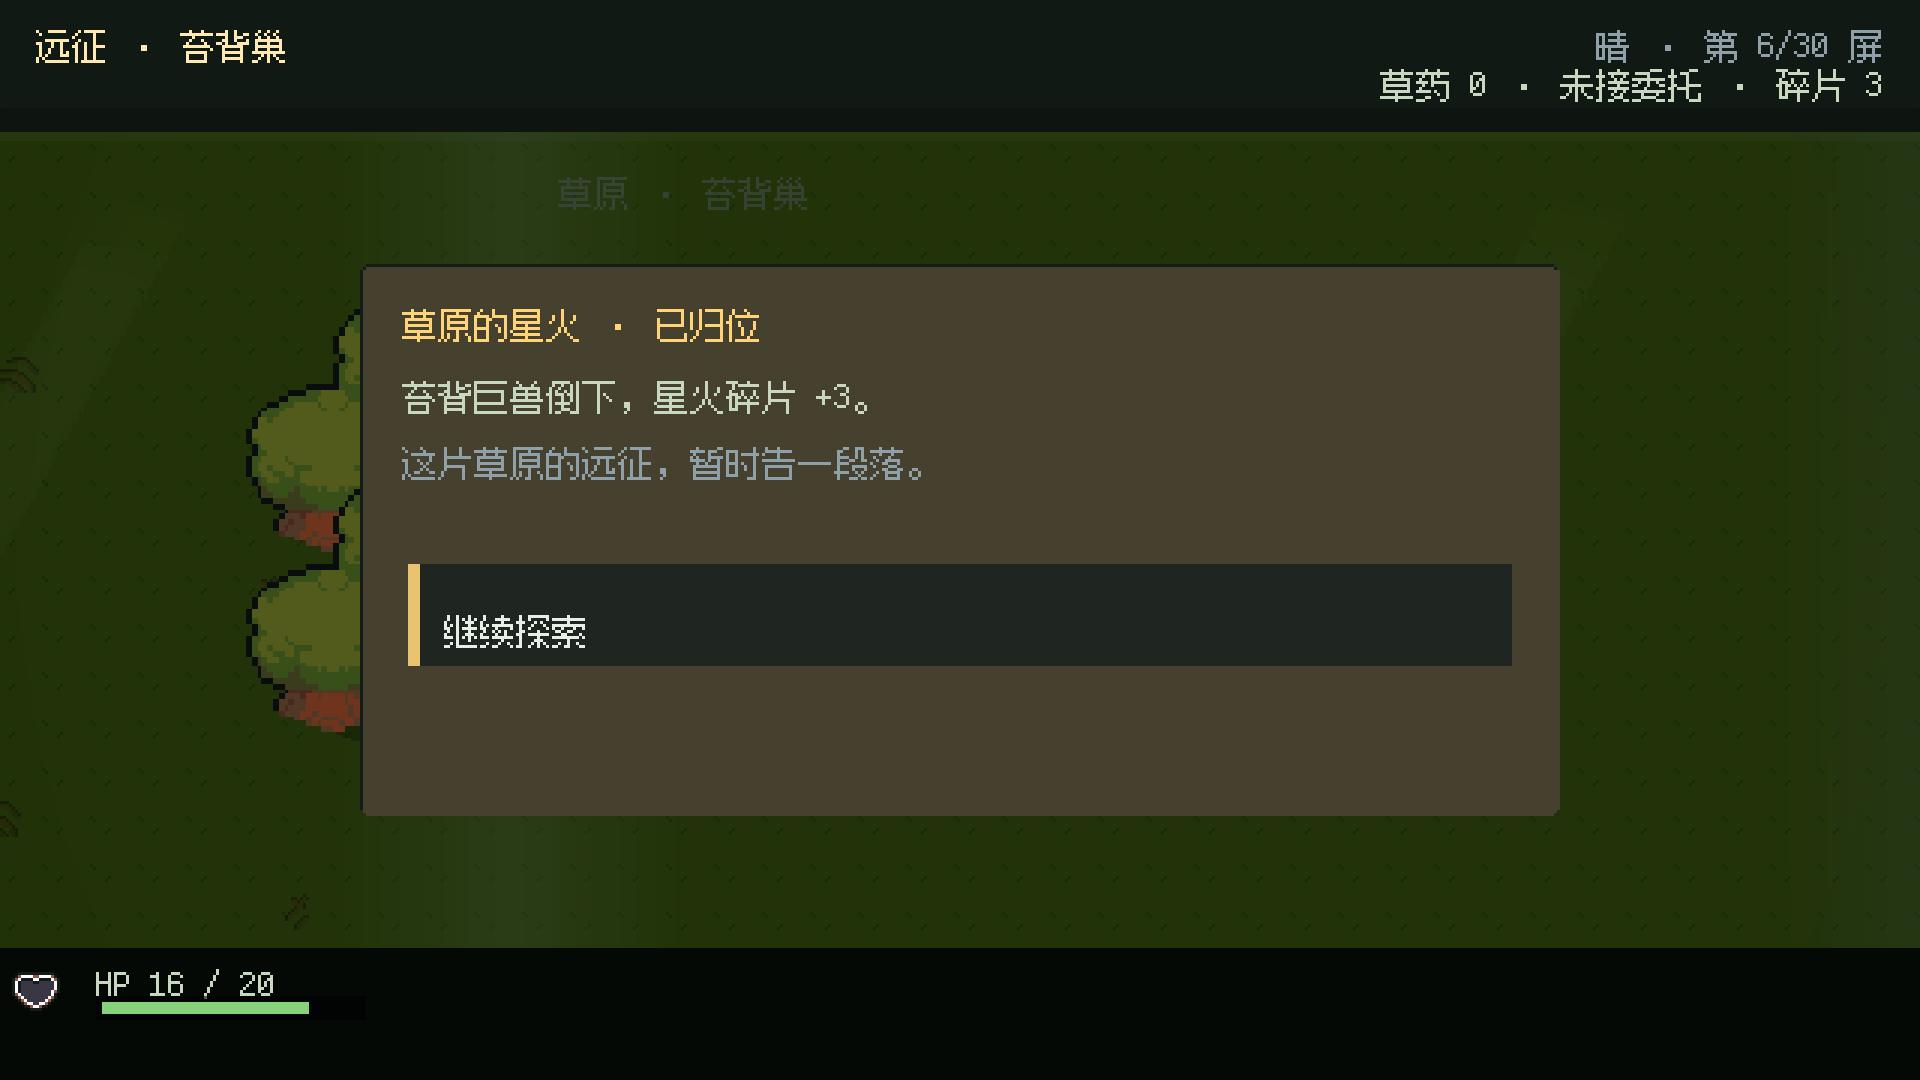 远征 · 苔背巢
晴 · 第 6/30 屏
草药 0 · 未接委托 · 碎片 3
草原 · 苔背巢
草原的星火 · 已归位
苔背巨兽倒下，星火碎片 +3。
这片草原的远征，暂时告一段落。
继续探索
HP 16 / 20